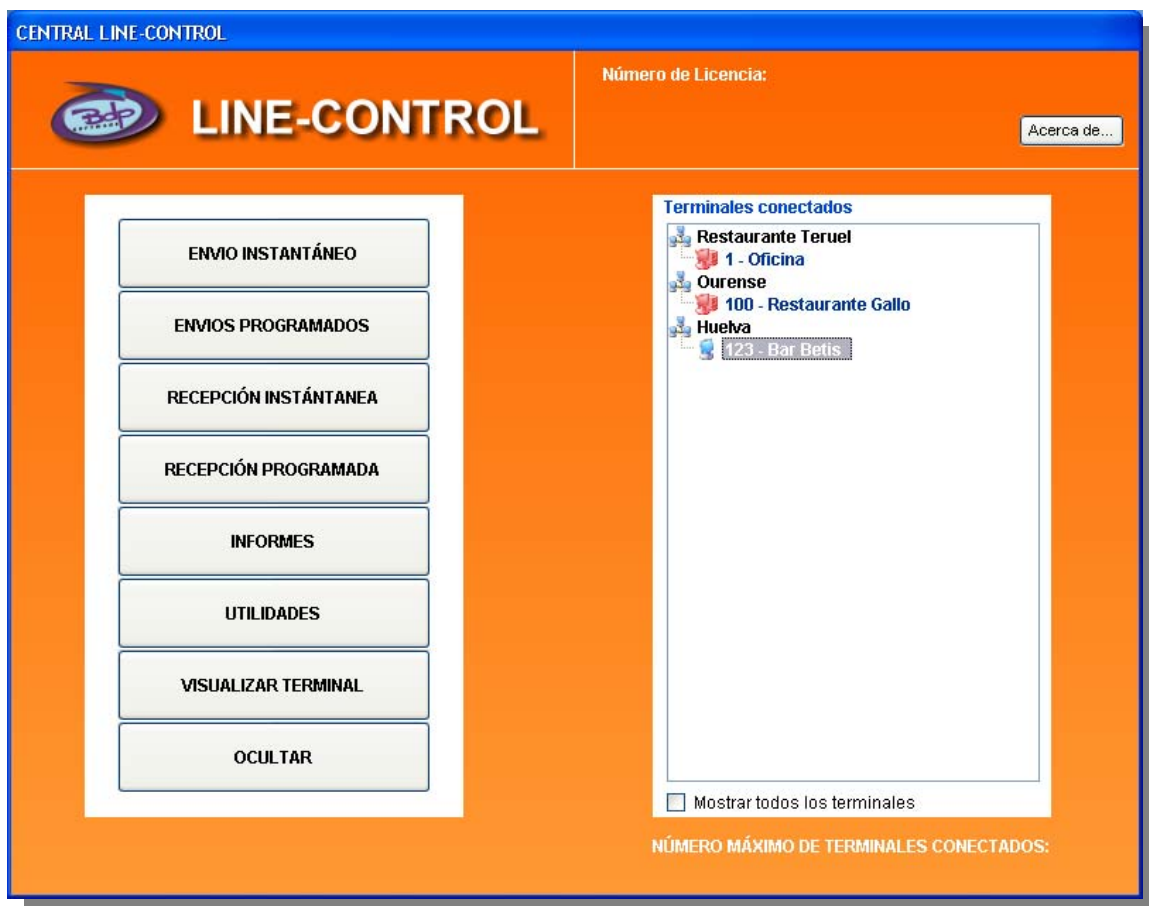 CENTRAL LINE-CONTROL
Bdp
SOFTWARE
LINE-CONTROL
Número de Licencia:
Acerca de...
ENVIO INSTANTÁNEO
ENVIOS PROGRAMADOS
RECEPCIÓN INSTÁNTANEA
RECEPCIÓN PROGRAMADA
INFORMES
UTILIDADES
VISUALIZAR TERMINAL
OCULTAR
Terminales conectados
Restaurante Teruel
1 - Oficina
Ourense
100 - Restaurante Gallo
Huelva
123 - Bar Betis
Mostrar todos los terminales
NÚMERO MÁXIMO DE TERMINALES CONECTADOS: